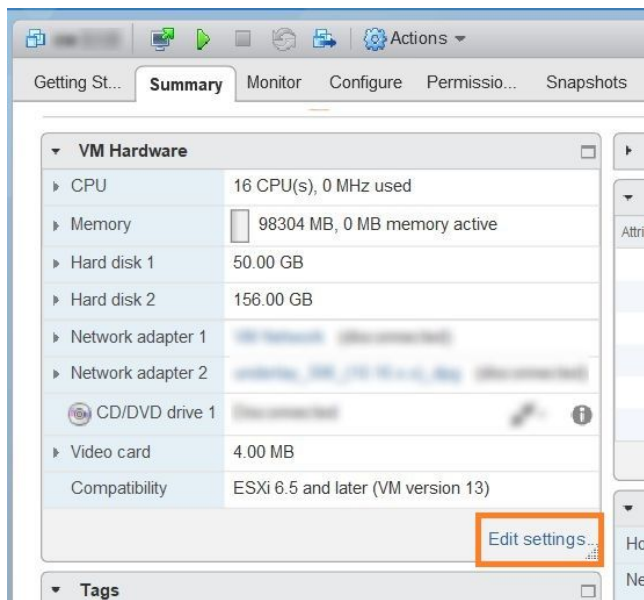 Actions
Getting St... Summary Monitor Configure Permissio... Snapshots
VM Hardware
CPU 16 CPU(s), 0 MHz used
Attri
Memory 98304 MB, 0 MB memory active
Hard disk 1 50.00 GB
Hard disk 2 156.00 GB
Network adapter 1
Network adapter 2
CD/DVD drive 1
Video card 4.00 MB
Compatibility ESXi 6.5 and later (VM version 13)
Edit settings...
Ho
Tags
Ne